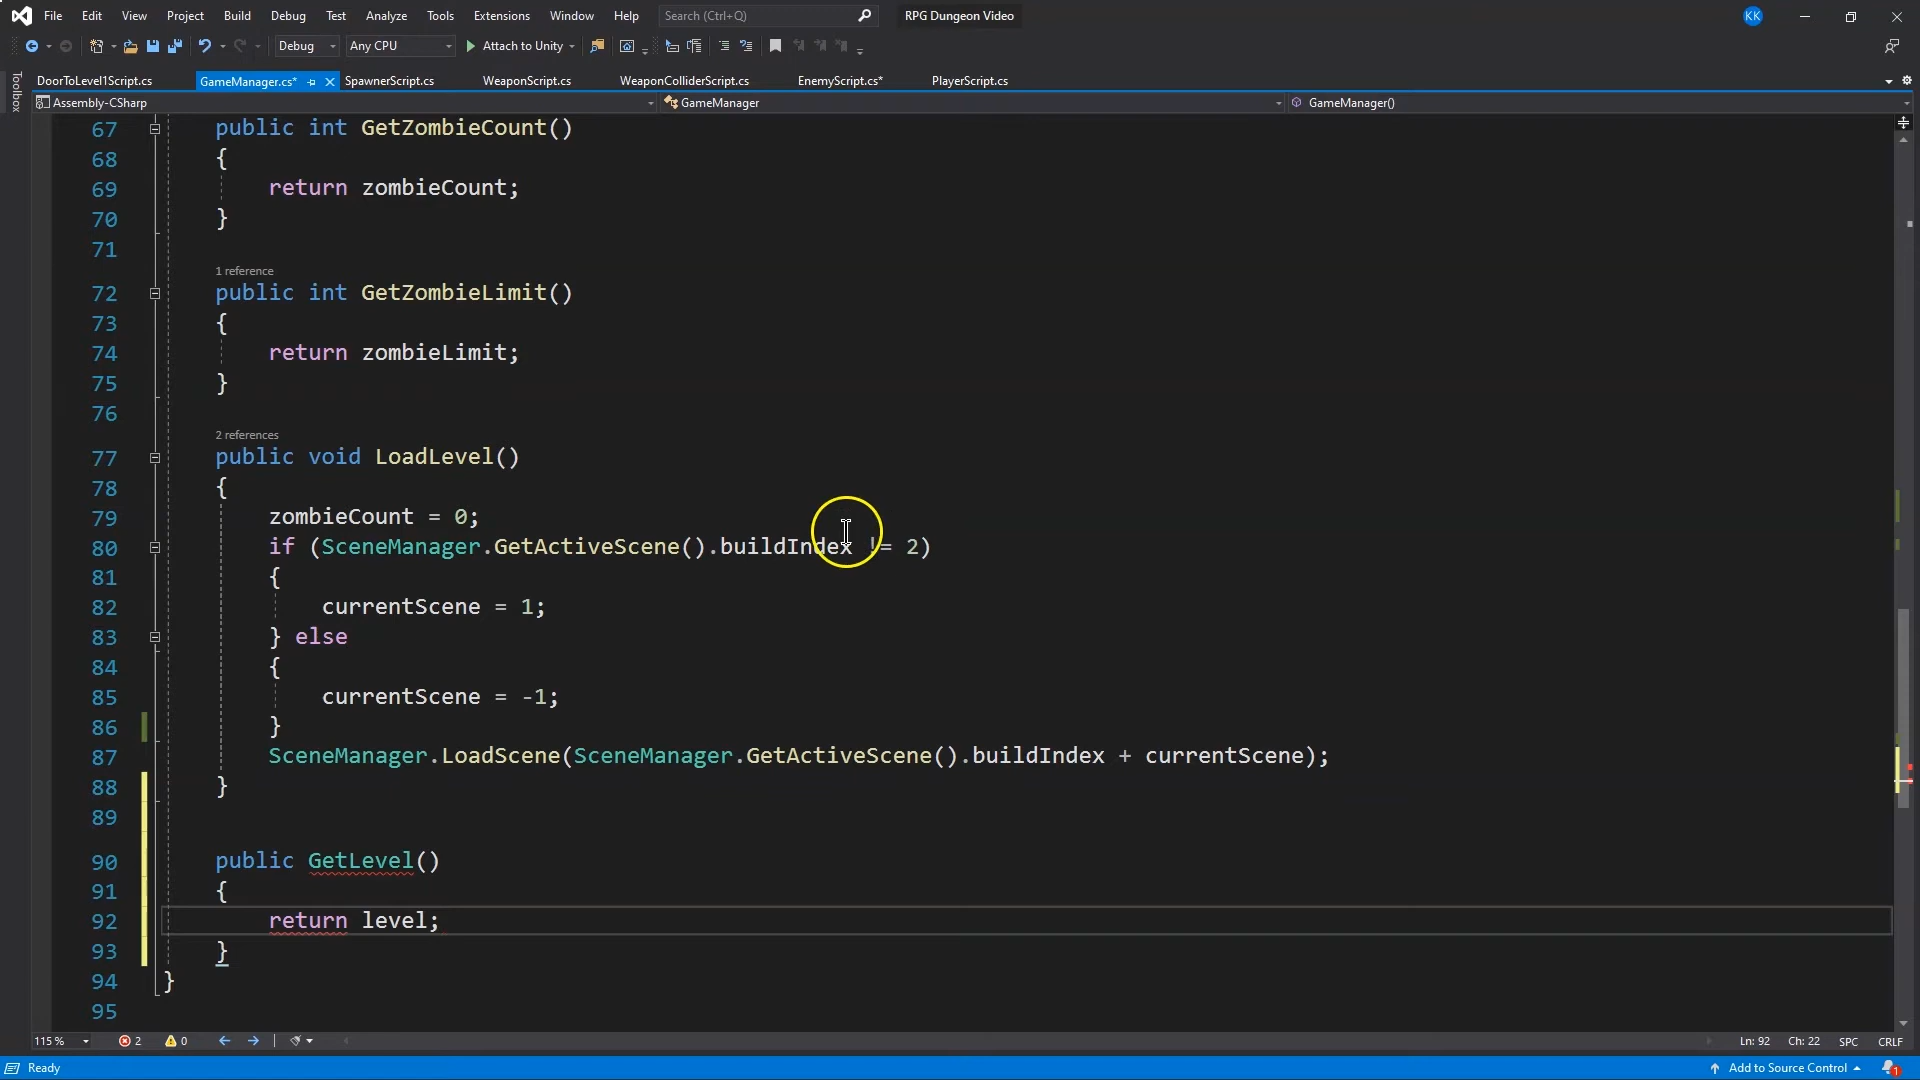 File Edit View Project Build Debug Test Analyze Tools Extensions Window Help Search (Ctrl+Q) RPG Dungeon Video KK
Debug Any CPU Attach to Unity
DoorToLevel1Script.cs GameManager.cs* SpawnerScript.cs WeaponScript.cs WeaponColliderScript.cs EnemyScript.cs* PlayerScript.cs
Toolbox
Assembly-CSharp GameManager GameManager()
67 public int GetZombieCount()
68 {
69 return zombieCount;
70 }
71
1 reference
72 public int GetZombieLimit()
73 {
74 return zombieLimit;
75 }
76
2 references
77 public void LoadLevel()
78 {
79 zombieCount = 0;
80 if (SceneManager.GetActiveScene().buildIndex != 2)
81 {
82 currentScene = 1;
83 } else
84 {
85 currentScene = -1;
86 }
87 SceneManager.LoadScene(SceneManager.GetActiveScene().buildIndex + currentScene);
88 }
89
90 public GetLevel()
91 {
92 return level;
93 }
94 }
95
115 % 2 0 Ln: 92 Ch: 22 SPC CRLF
Ready Add to Source Control 1